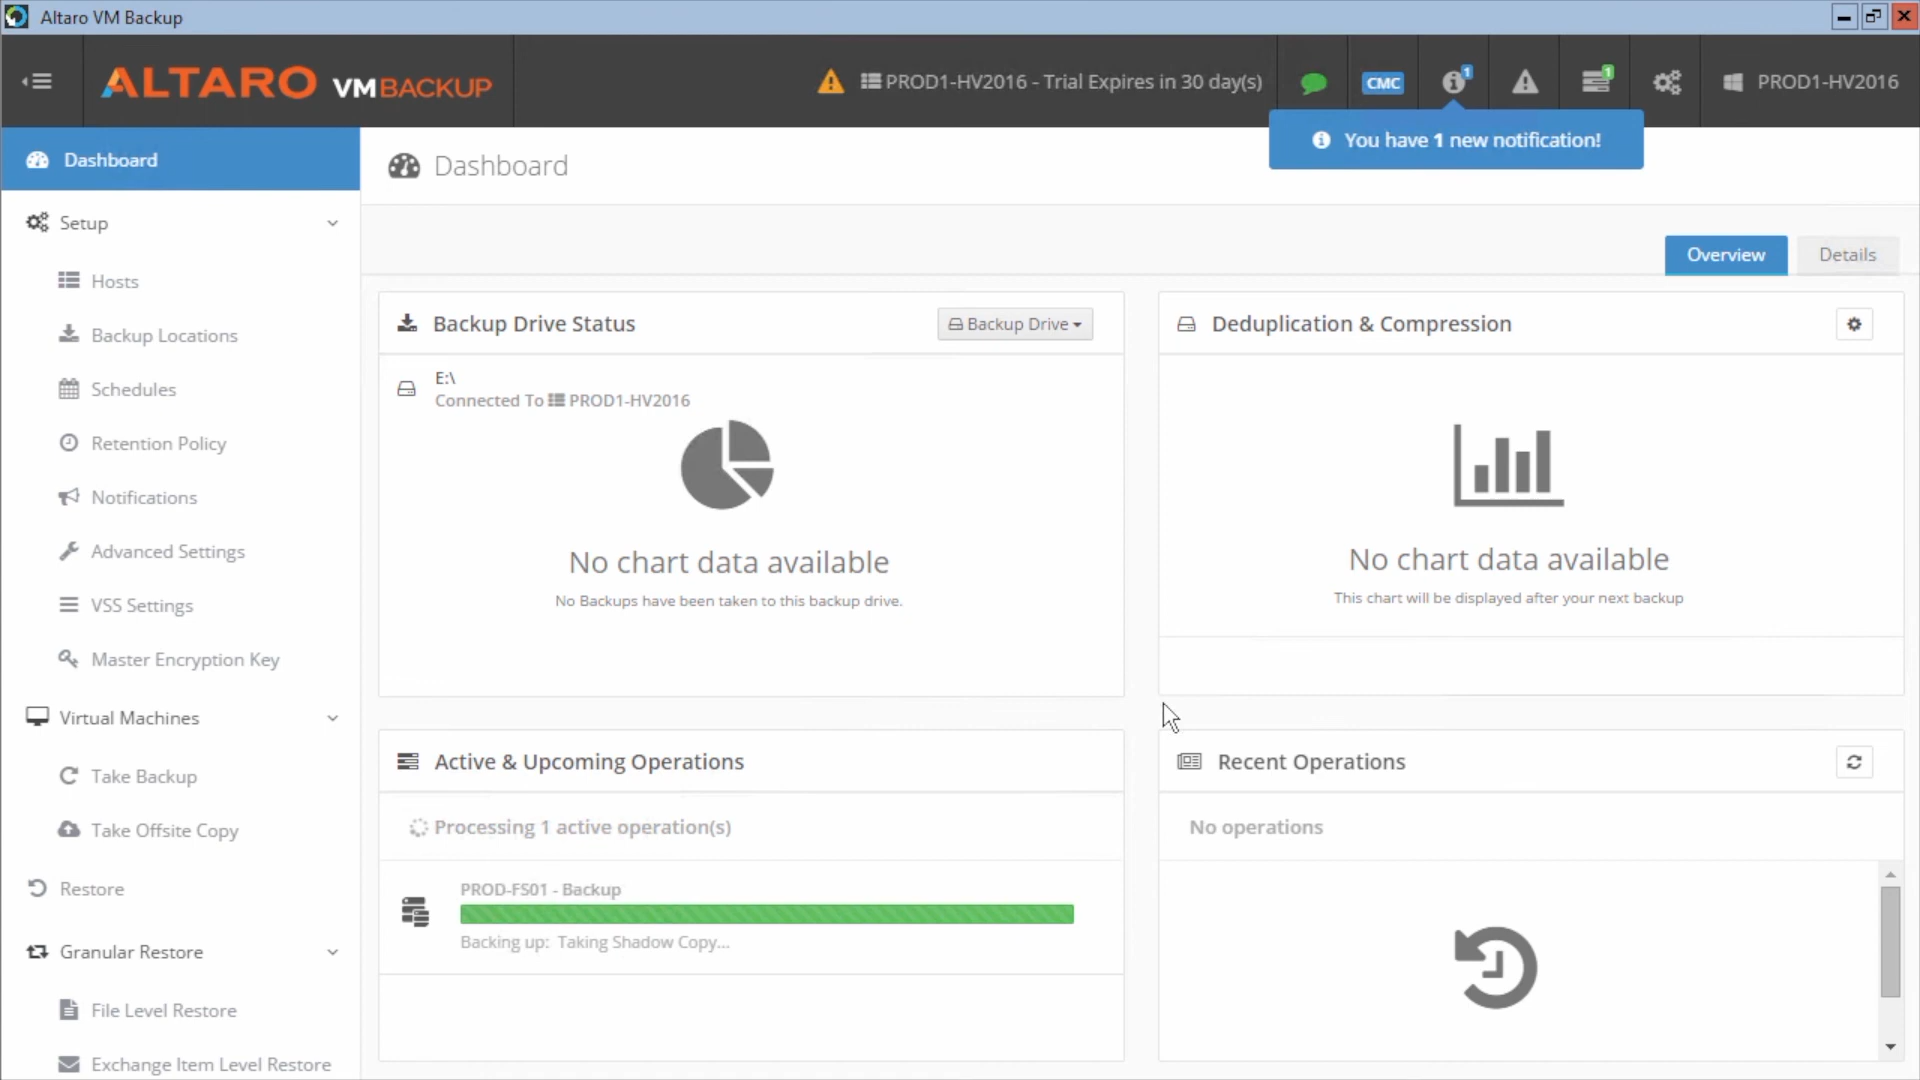 Altaro VM Backup
ALTARO VMBACKUP
PROD1-HV2016 - Trial Expires in 30 day(s)
CMC
1
1
PROD1-HV2016
You have 1 new notification!
Dashboard
Setup
Hosts
Backup Locations
Schedules
Retention Policy
Notifications
Advanced Settings
VSS Settings
Master Encryption Key
Virtual Machines
Take Backup
Take Offsite Copy
Restore
Granular Restore
File Level Restore
Exchange Item Level Restore
Dashboard
Overview
Details
Backup Drive Status
Backup Drive
E:\
Connected To PROD1-HV2016
No chart data available
No Backups have been taken to this backup drive.
Deduplication & Compression
No chart data available
This chart will be displayed after your next backup
Active & Upcoming Operations
Processing 1 active operation(s)
PROD-FS01 - Backup
Backing up: Taking Shadow Copy...
Recent Operations
No operations